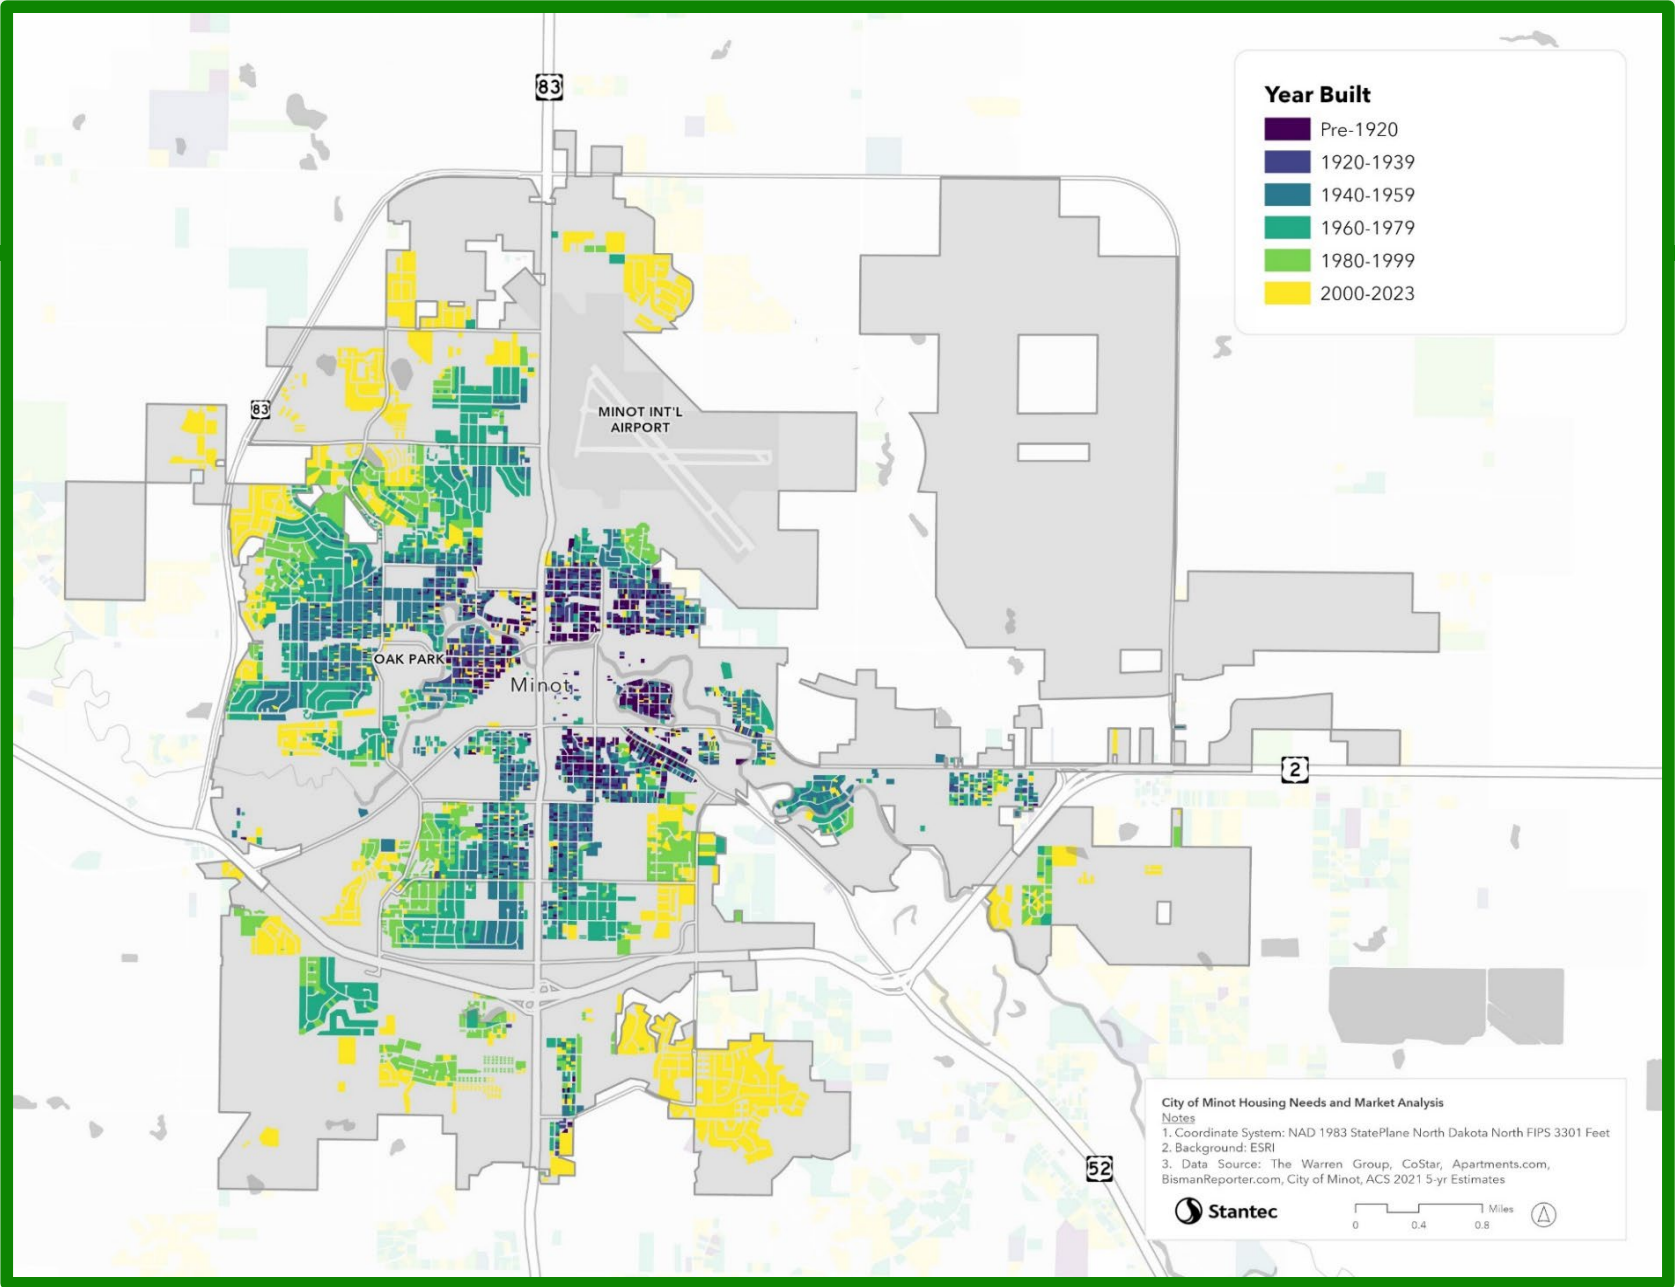 83
Year Built
Pre-1920
1920-1939
1940-1959
1960-1979
1980-1999
2000-2023
83
MINOT INT'L
AIRPORT
OAK PARK
Minot
2
52
City of Minot Housing Needs and Market Analysis
Notes
1. Coordinate System: NAD 1983 StatePlane North Dakota North FIPS 3301 Feet
2. Background: ESRI
3. Data Source: The Warren Group, CoStar, Apartments.com,
BismanReporter.com, City of Minot, ACS 2021 5-yr Estimates
Stantec
Miles
0 0.4 0.8